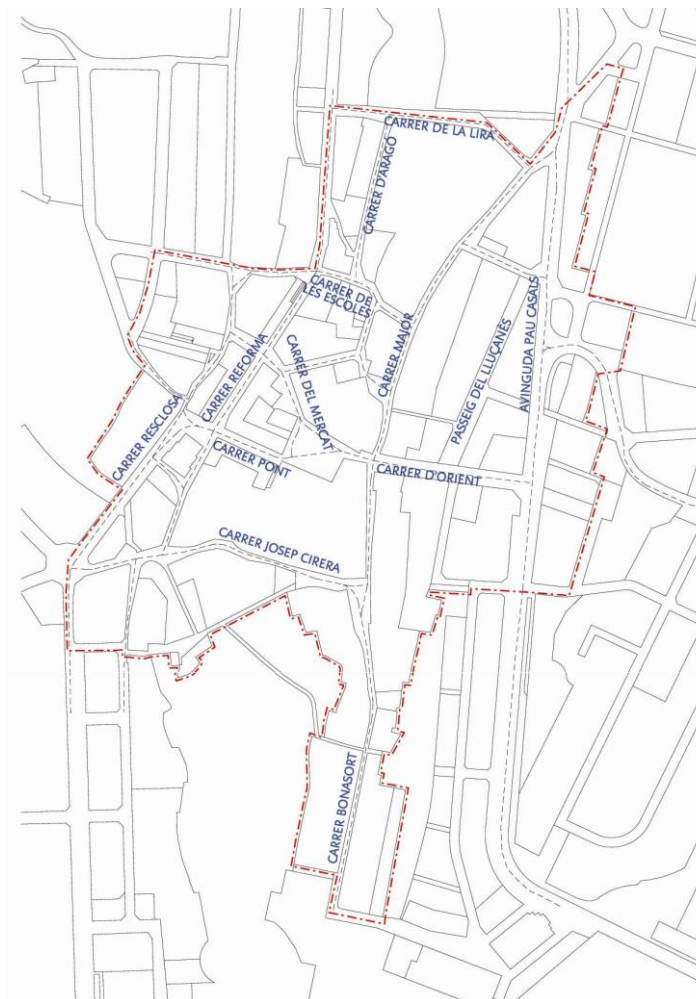 CARRER DE LA LIRA
CARRER D'ARAGÓ
CARRER DE
LES ESCOLES
CARRER MAJOR
CARRER REFORMA
CARRER DEL MERCAT
PASSEIG DEL LLUÇANÈS
AVINGUDA PAU CASALS
CARRER RESCLOSA
CARRER PONT
CARRER D'ORIENT
CARRER JOSEP CIRERA
CARRER BONASORT